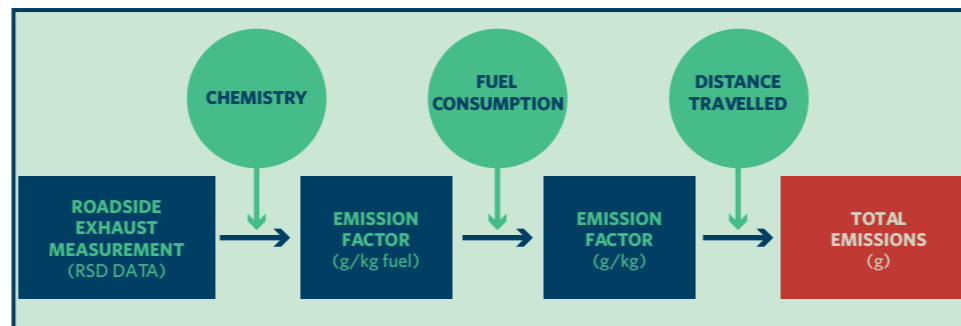 CHEMISTRY
FUEL
CONSUMPTION
DISTANCE
TRAVELLED
ROADSIDE
EXHAUST
MEASUREMENT
(RSD DATA)
EMISSION
FACTOR
(g/kg fuel)
EMISSION
FACTOR
(g/kg)
TOTAL
EMISSIONS
(g)